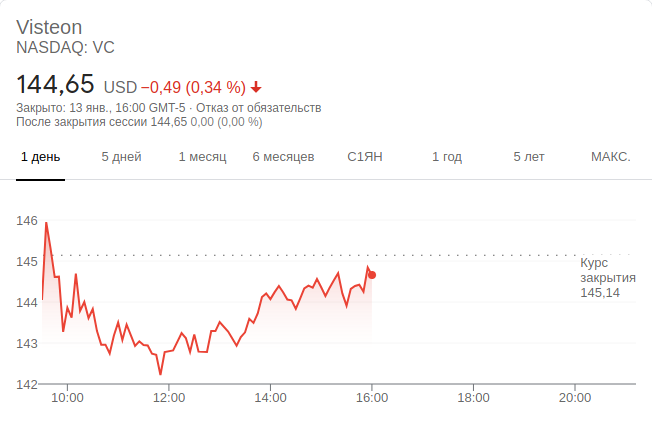 Visteon
NASDAQ: VC
144,65 USD −0,49 (0,34 %)
Закрыто: 13 янв., 16:00 GMT-5 · Отказ от обязательств
После закрытия сессии 144,65 0,00 (0,00 %)
1 день 5 дней 1 месяц 6 месяцев С1ЯН 1 год 5 лет МАКС.
146
145
144
143
142
Курс
закрытия
145,14
10:00 12:00 14:00 16:00 18:00 20:00